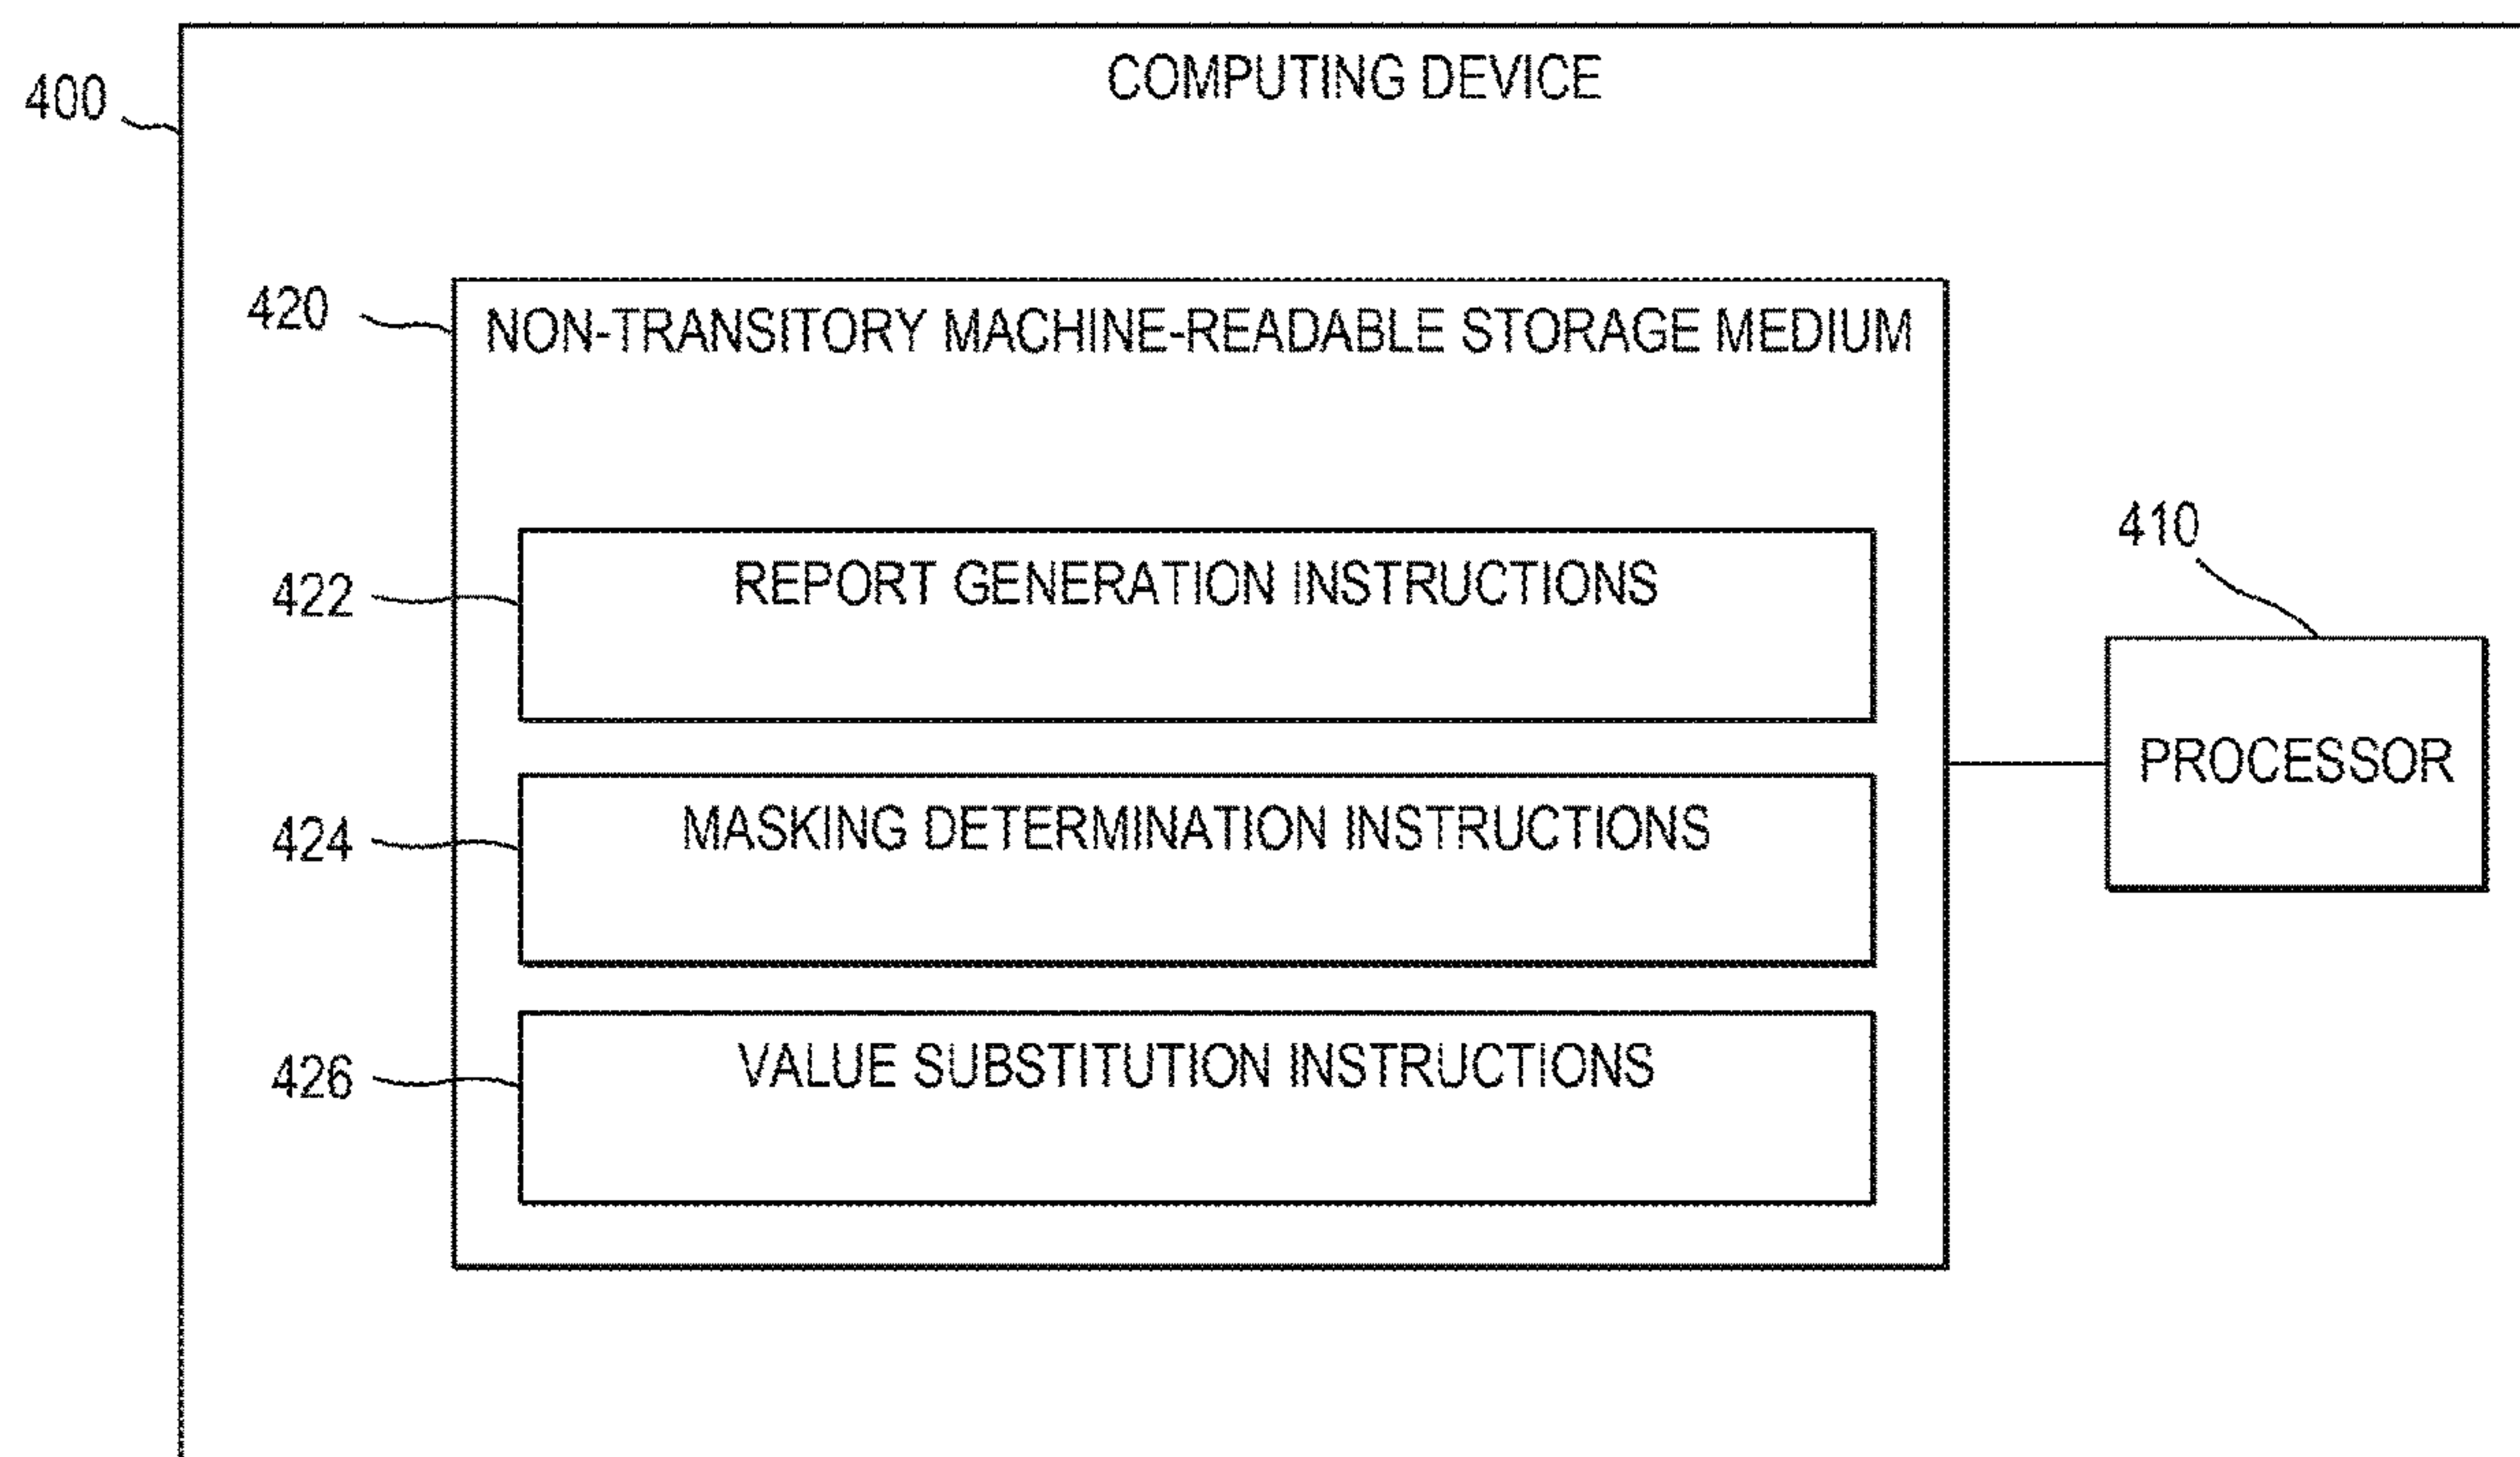 COMPUTING DEVICE
400
420
NON-TRANSITORY MACHINE-READABLE STORAGE MEDIUM
410
REPORT GENERATION INSTRUCTIONS
422
PROCESSOR
MASKING DETERMINATION INSTRUCTIONS
424
VALUE SUBSTITUTION INSTRUCTIONS
426